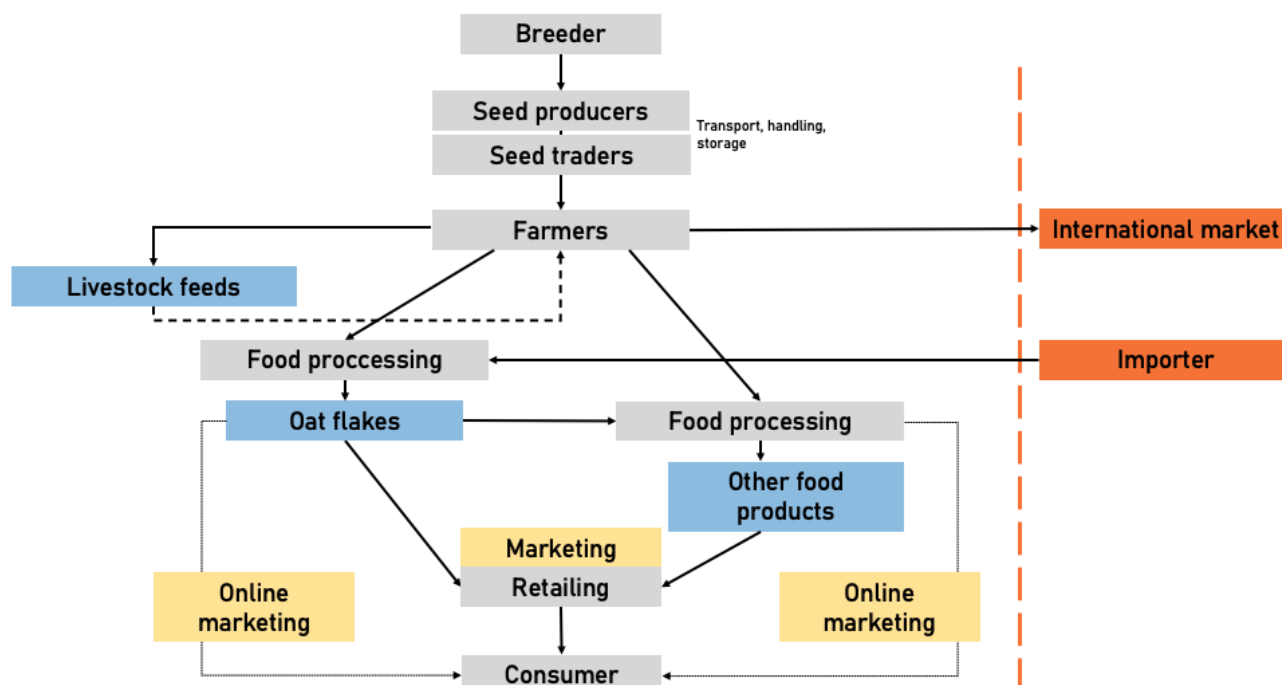 Breeder
Seed producers
Transport, handling,
storage
Seed traders
Farmers
International market
Livestock feeds
Food proccessing
Importer
Oat flakes
Food processing
Other food
products
Marketing
Retailing
Online
marketing
Online
marketing
Consumer